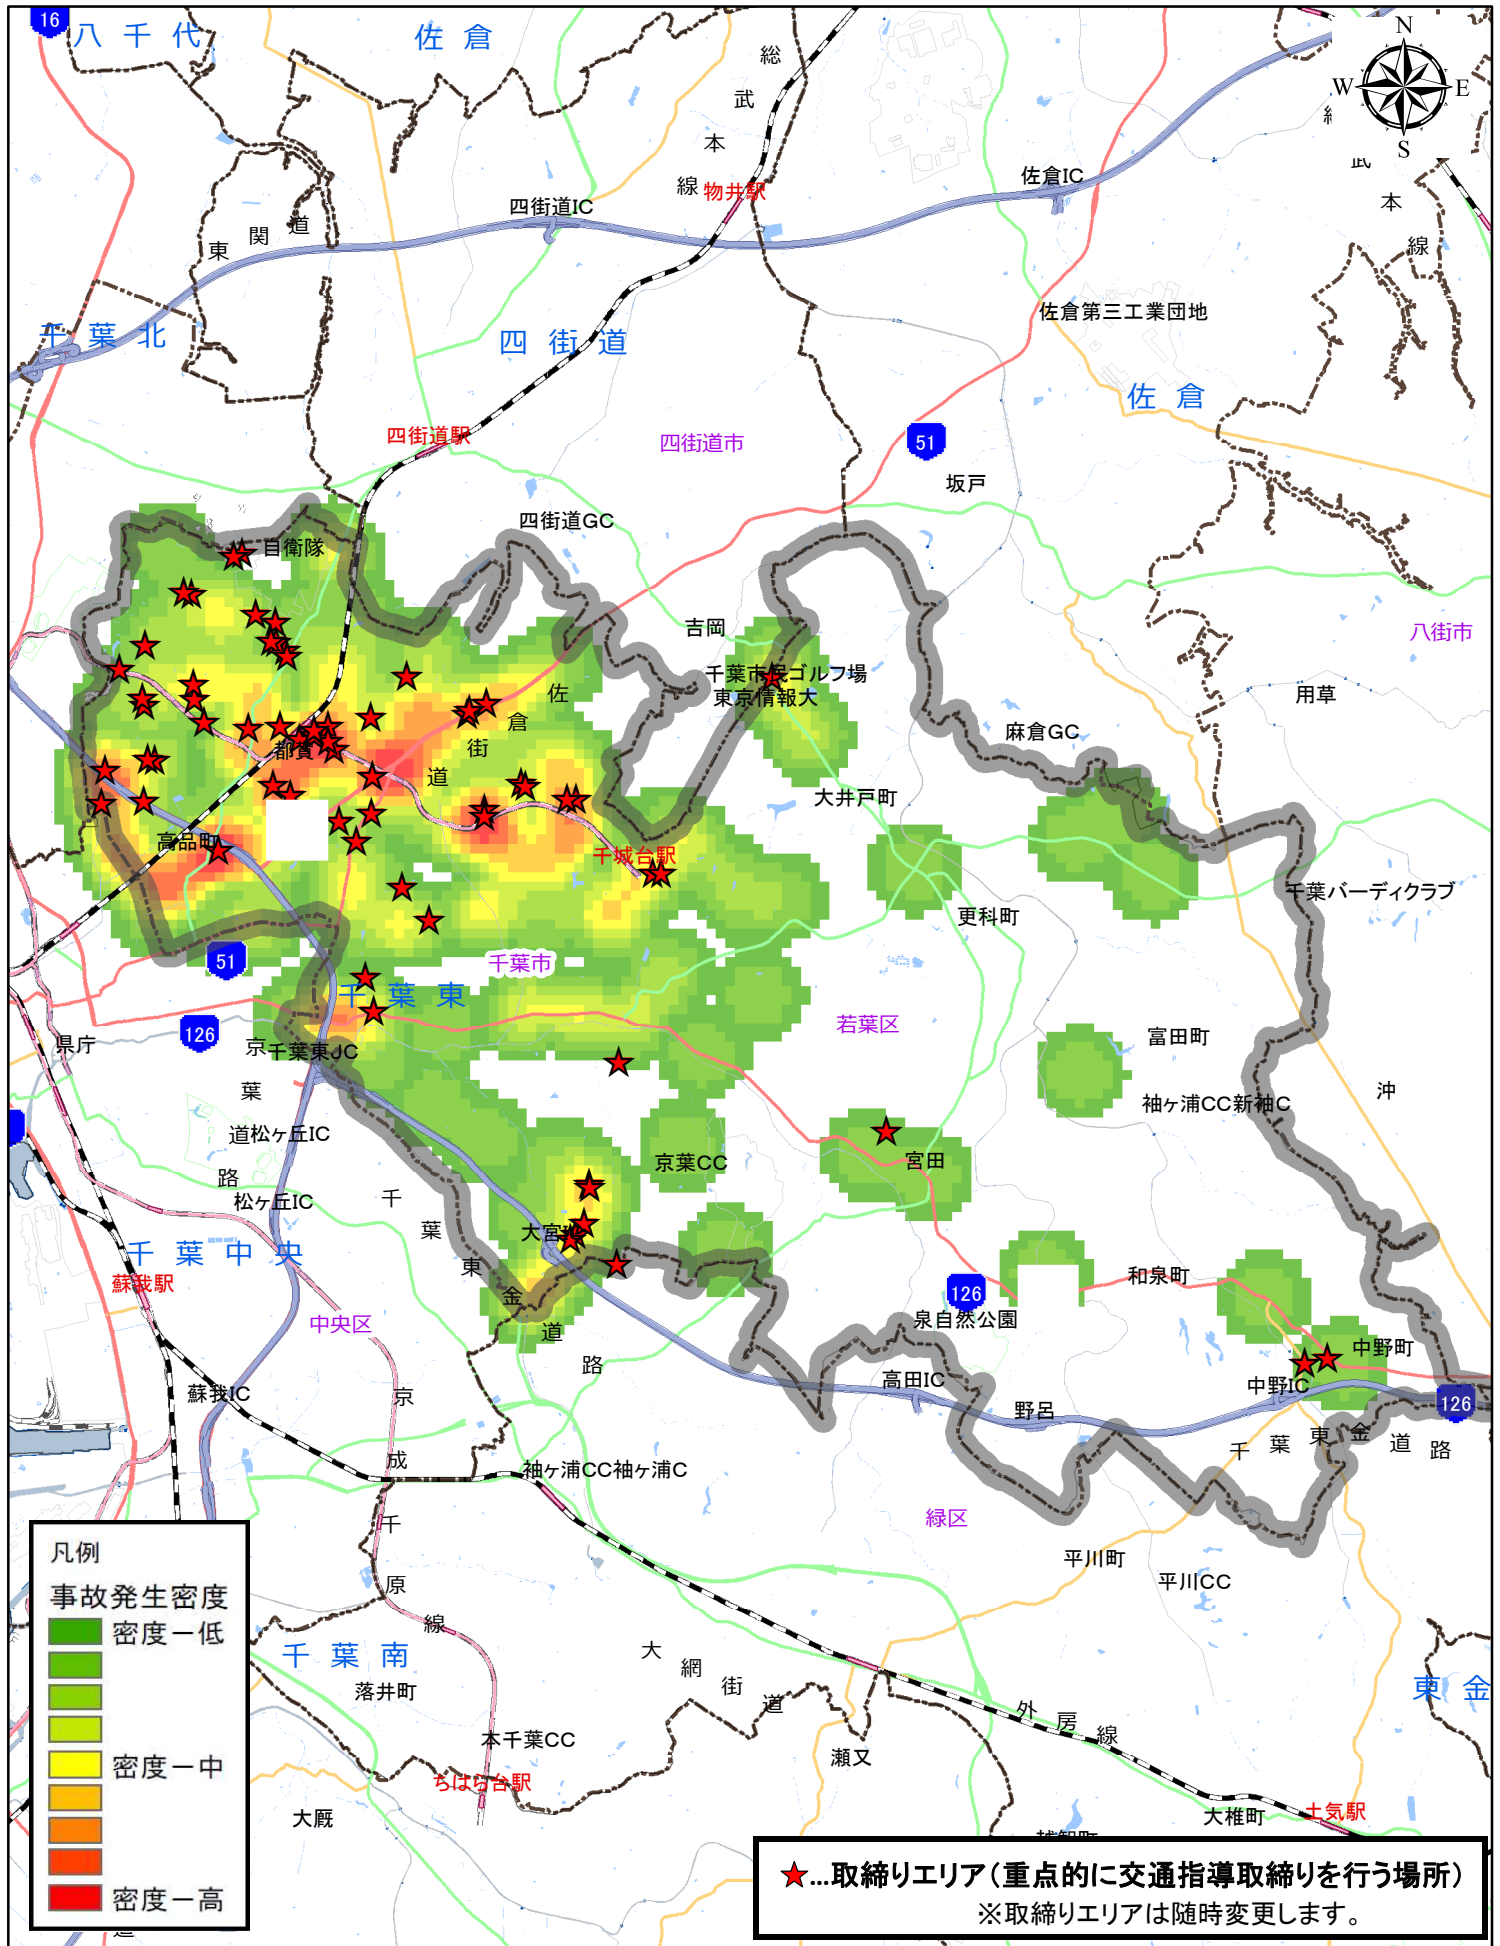 16
八千代
佐倉
総武本線
N
W
E
S
総武本線
物井駅
佐倉IC
四街道IC
東関道
千葉北
四街道
佐倉第三工業団地
佐倉
四街道駅
四街道市
51
坂戸
四街道GC
自衛隊
吉岡
八街市
千葉市民ゴルフ場
東京情報大
用草
佐倉街道
麻倉GC
都賀
大井戸町
高品町
千城台駅
千葉バーディクラブ
更科町
51
千葉市
千葉東
若葉区
126
県庁
京葉道路
千葉東JC
富田町
沖
袖ヶ浦CC新袖C
松ヶ丘IC
京葉CC
宮田
松ヶ丘IC
千葉東金道路
大宮
千葉中央
蘇我駅
和泉町
126
中央区
泉自然公園
中野町
高田IC
中野IC
蘇我IC
126
野呂
千葉東金道路
京成千原線
袖ヶ浦CC袖ヶ浦C
緑区
平川町
平川CC
千葉南
落井町
大網街道
東金
外房線
本千葉CC
瀬又
ちはら台駅
大厩
大椎町
土気駅
凡例
事故発生密度
密度－低
密度－中
密度－高
道
★...取締りエリア（重点的に交通指導取締りを行う場所）
※取締りエリアは随時変更します。